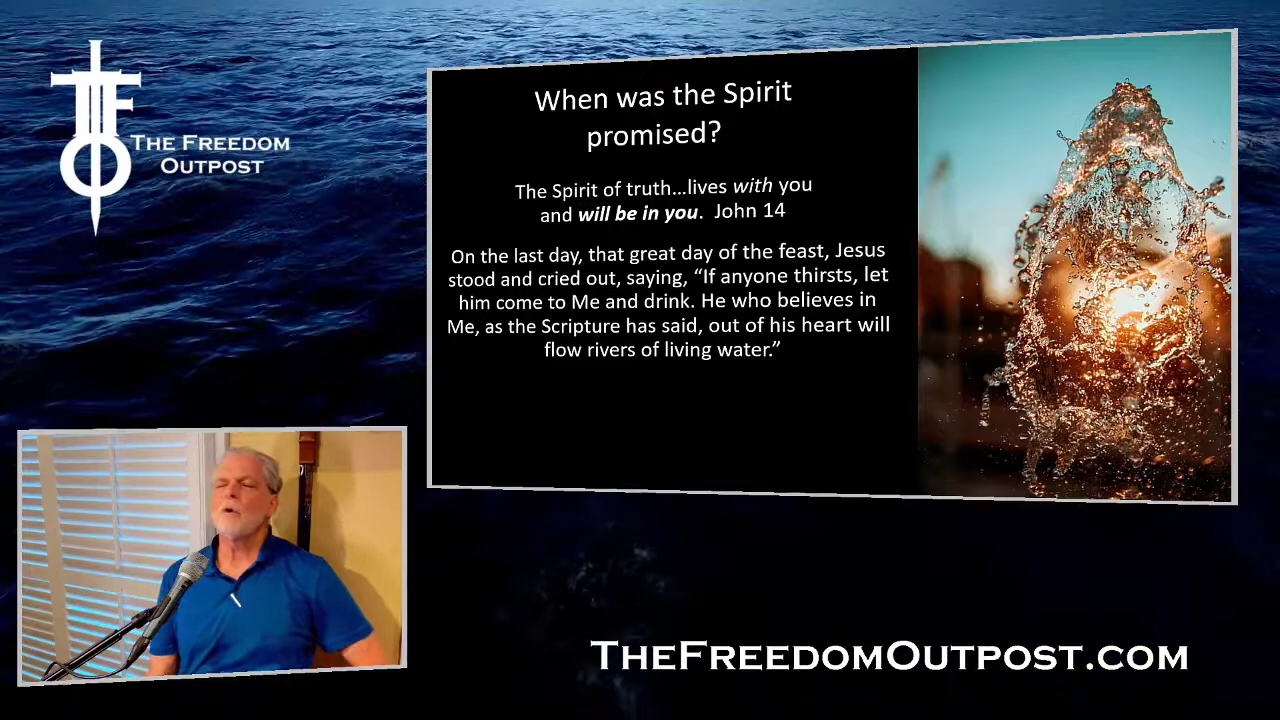 The Freedom
Outpost
When was the Spirit
promised?
The Spirit of truth...lives with you
and will be in you. John 14
On the last day, that great day of the feast, Jesus
stood and cried out, saying, “If anyone thirsts, let
him come to Me and drink. He who believes in
Me, as the Scripture has said, out of his heart will
flow rivers of living water.”
TheFreedomOutpost.com